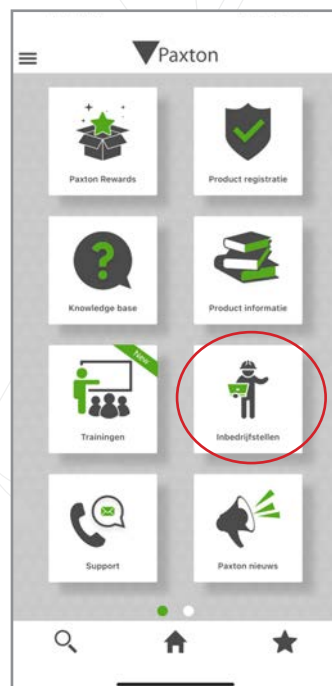 Paxton
Paxton Rewards
Product registratie
Knowledge base
Product informatie
New
Trainingen
Inbedrijfstellen
Support
Paxton nieuws